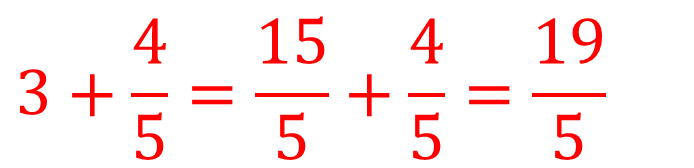 3 + 4/5 = 15/5 + 4/5 = 19/5